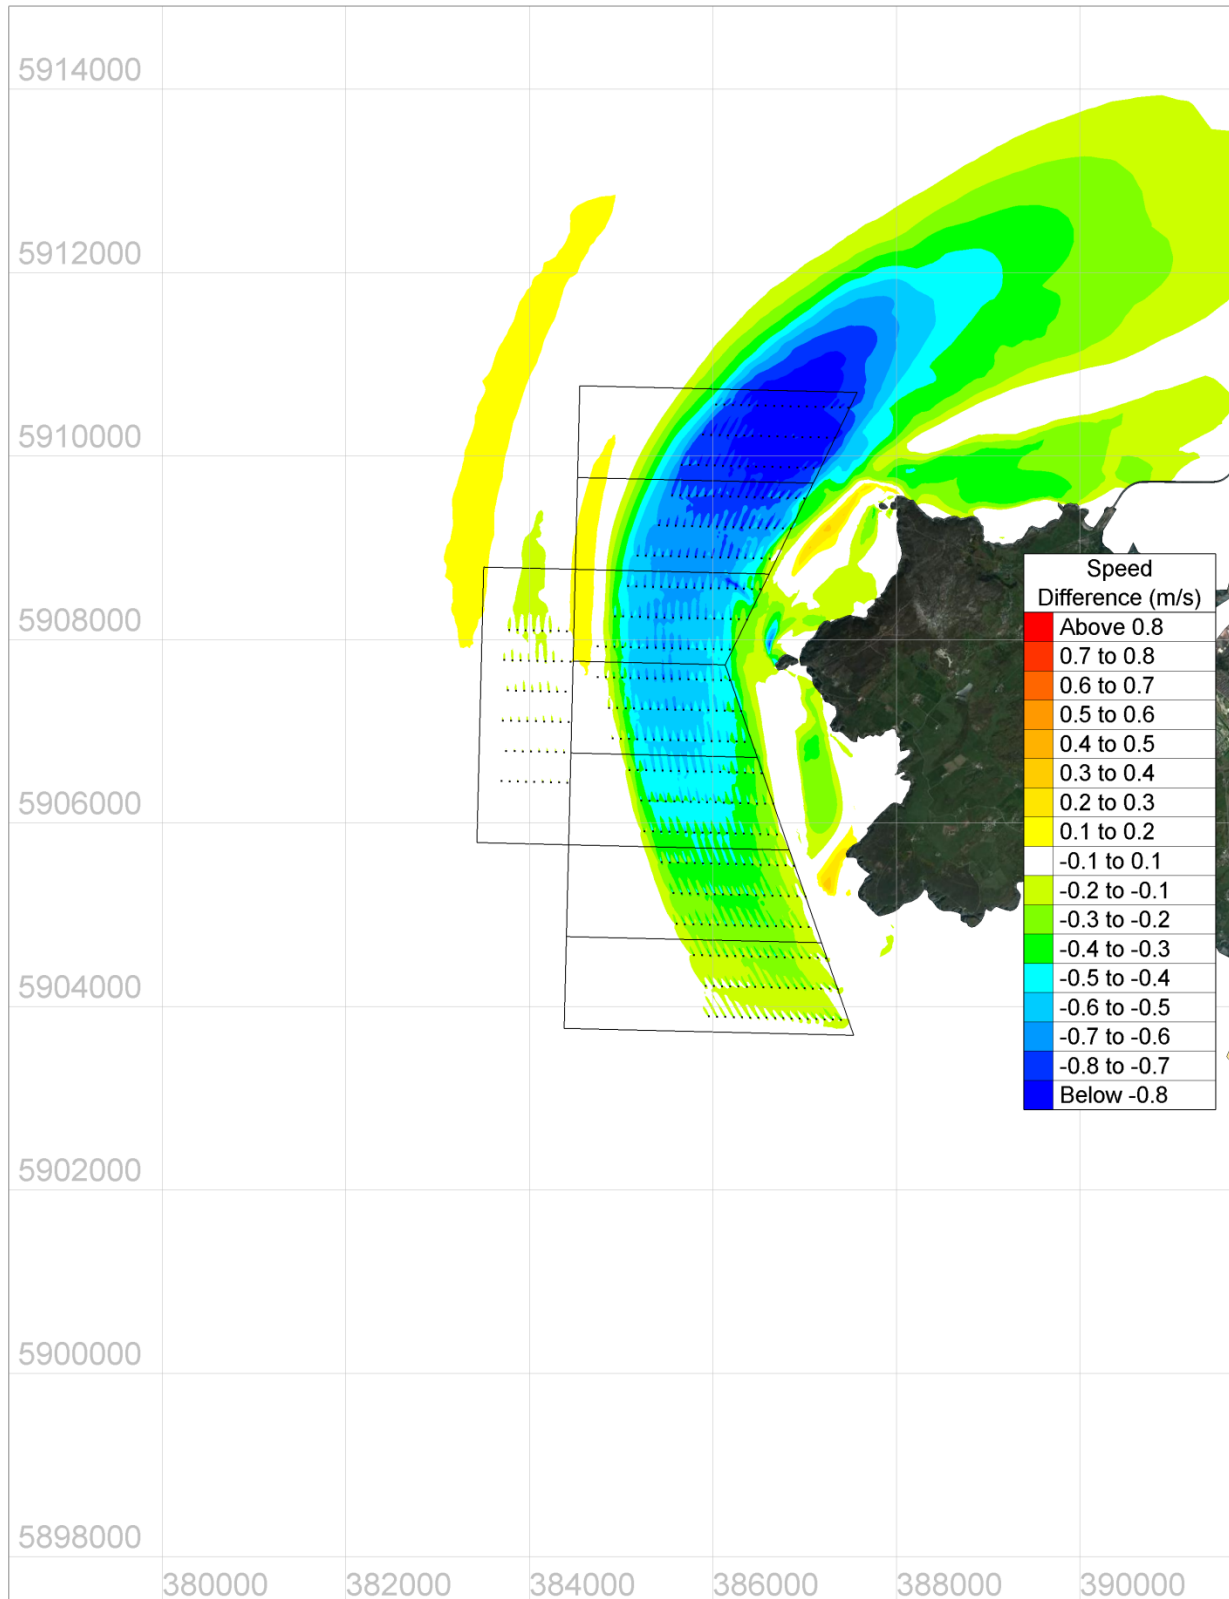 5914000
5912000
5910000
5908000
5906000
5904000
5902000
5900000
5898000
380000
382000
384000
386000
388000
390000
Speed
Difference (m/s)
Above 0.8
0.7 to 0.8
0.6 to 0.7
0.5 to 0.6
0.4 to 0.5
0.3 to 0.4
0.2 to 0.3
0.1 to 0.2
-0.1 to 0.1
-0.2 to -0.1
-0.3 to -0.2
-0.4 to -0.3
-0.5 to -0.4
-0.6 to -0.5
-0.7 to -0.6
-0.8 to -0.7
Below -0.8